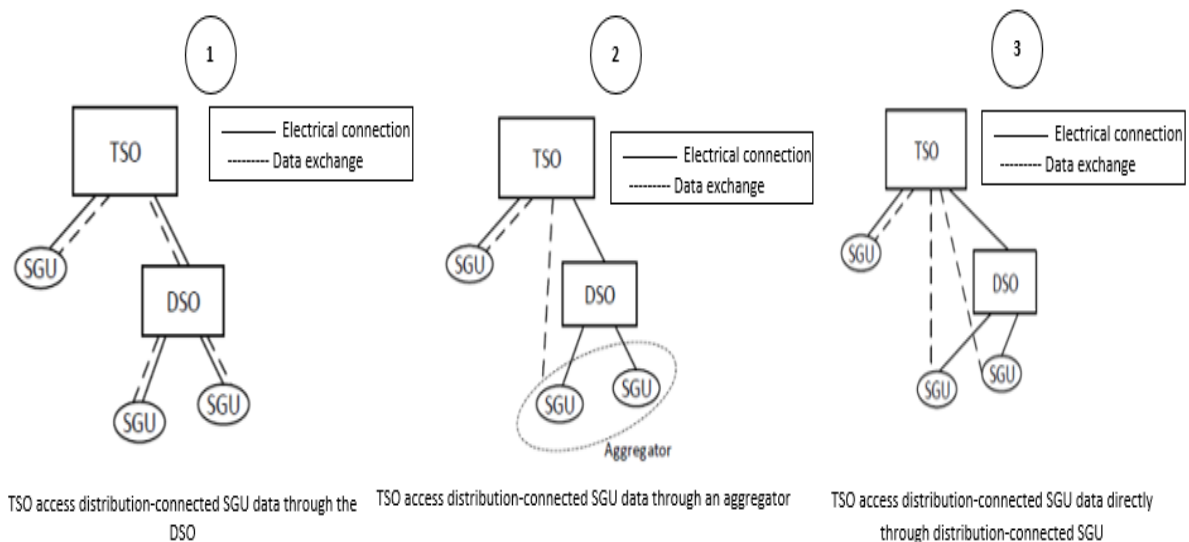 1
TSO
Electrical connection
Data exchange
SGU
DSO
SGU
SGU
TSO access distribution-connected SGU data through the
DSO
2
TSO
Electrical connection
Data exchange
SGU
DSO
SGU
SGU
Aggregator
TSO access distribution-connected SGU data through an aggregator
3
TSO
Electrical connection
Data exchange
SGU
DSO
SGU
SGU
TSO access distribution-connected SGU data directly
through distribution-connected SGU